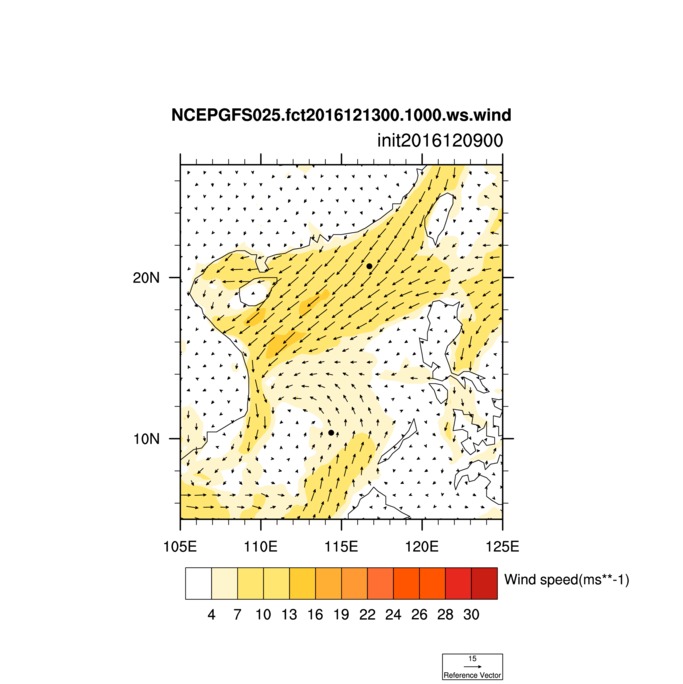 NCEPGFS025.fct2016121300.1000.ws.wind
init2016120900
20N
10N
105E 110E 115E 120E 125E
Wind speed(ms**-1)
4 7 10 13 16 19 22 24 26 28 30
15
Reference Vector